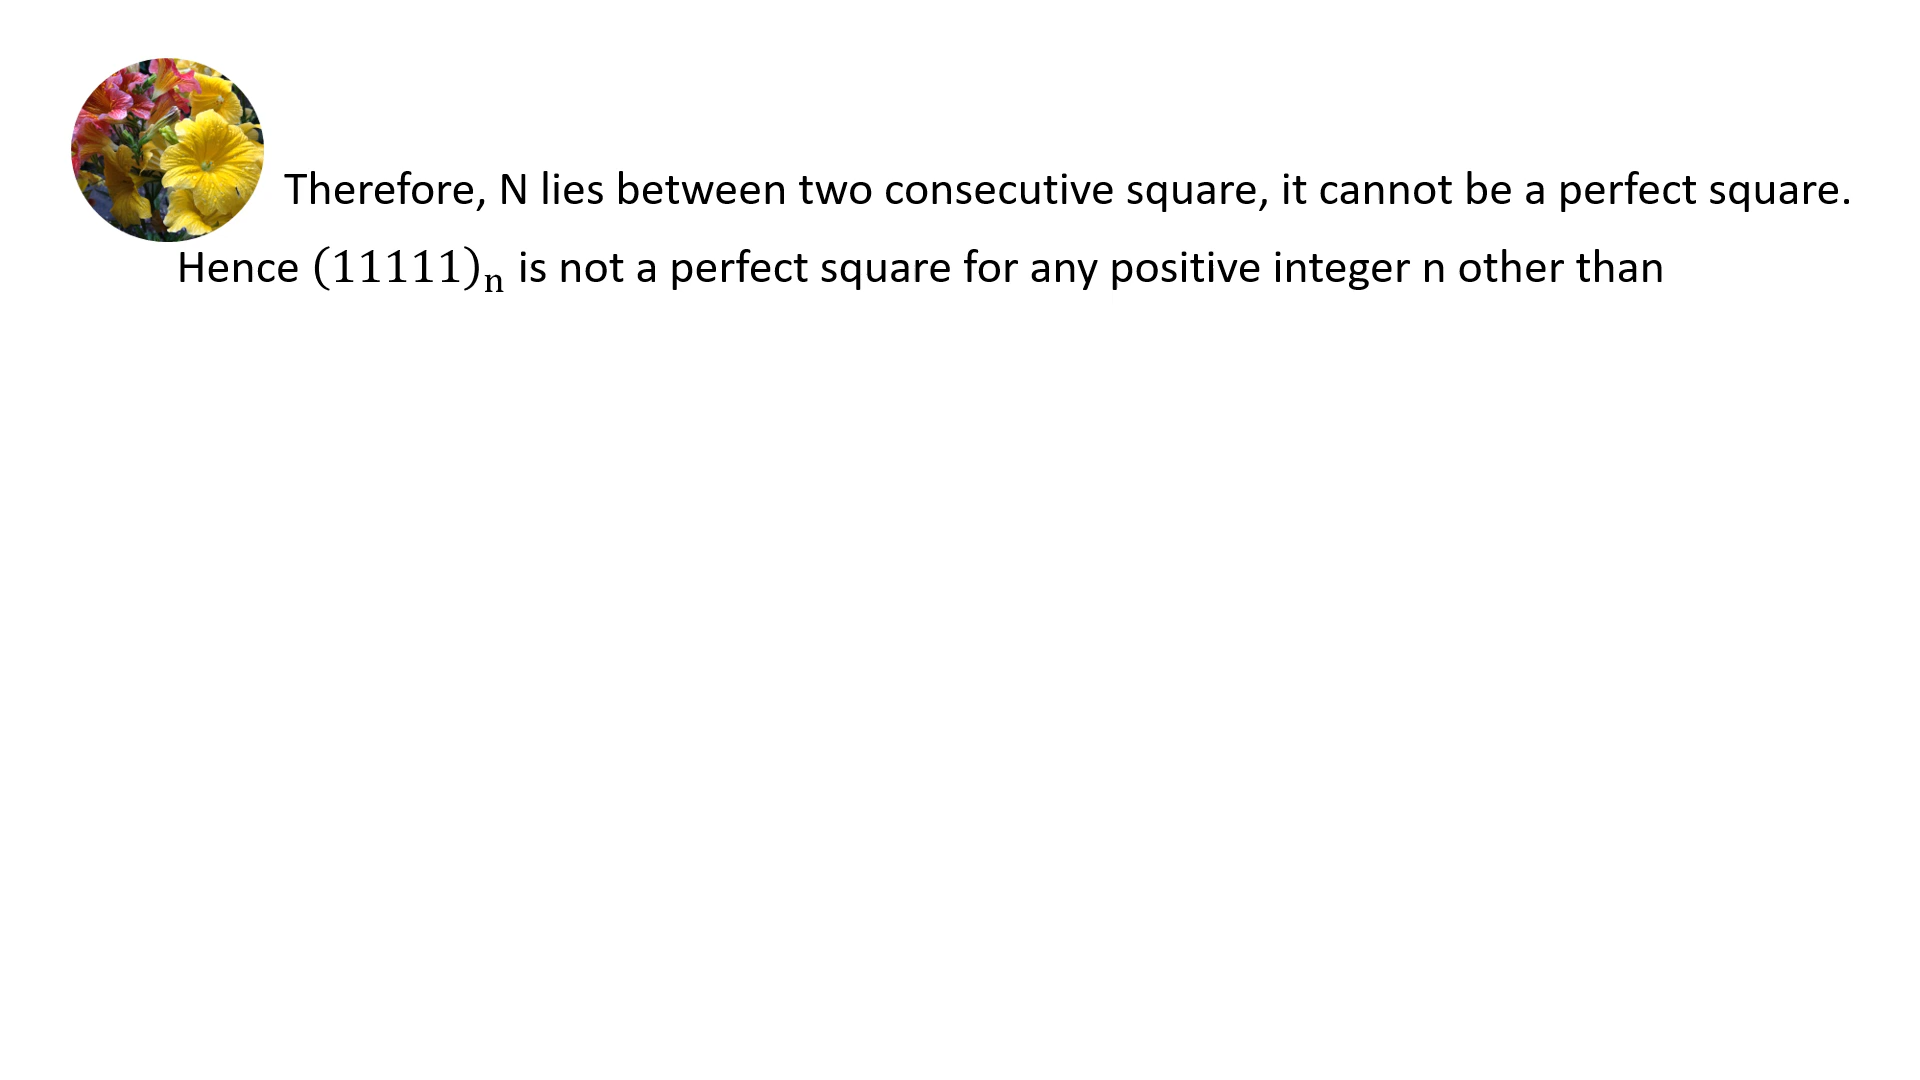 Therefore, N lies between two consecutive square, it cannot be a perfect square.
Hence (11111)ₙ is not a perfect square for any positive integer n other than